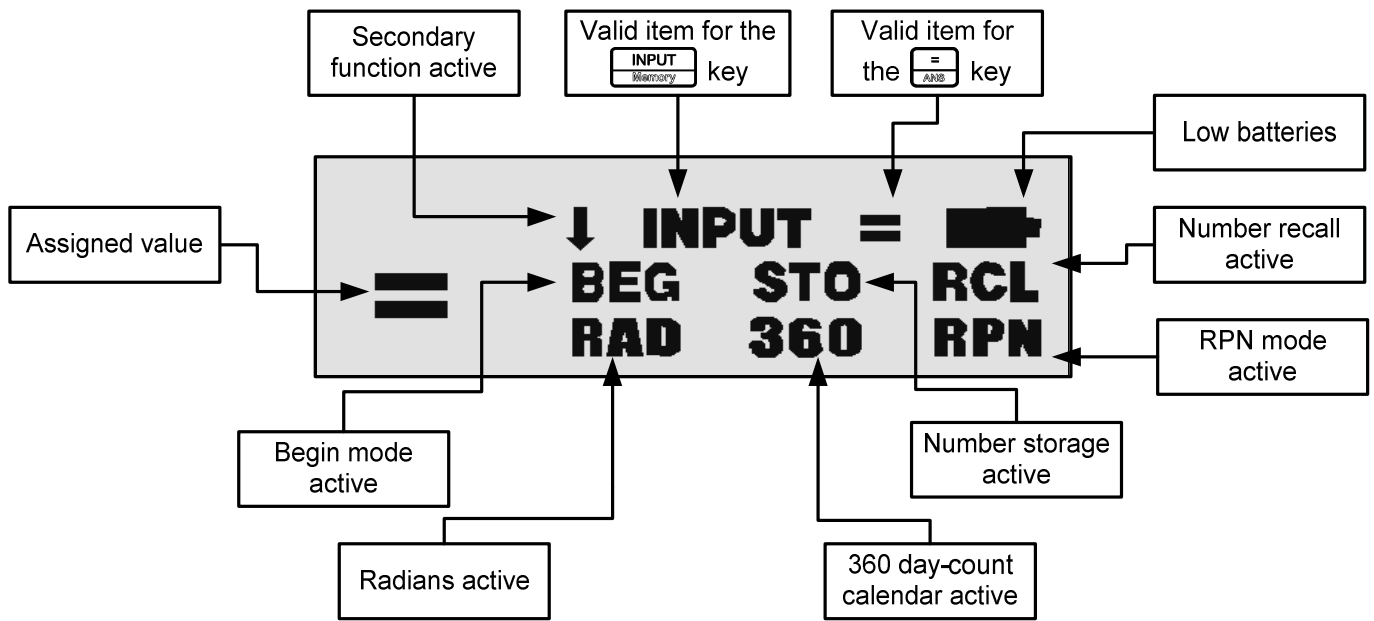 Secondary
function active
Valid item for the
INPUT
Memory
key
Valid item for
the = key
ANS
Low batteries
Assigned value
Number recall
active
↓ INPUT =
= BEG STO RCL
RAD 360 RPN
RPN mode
active
Begin mode
active
Number storage
active
Radians active
360 day-count
calendar active